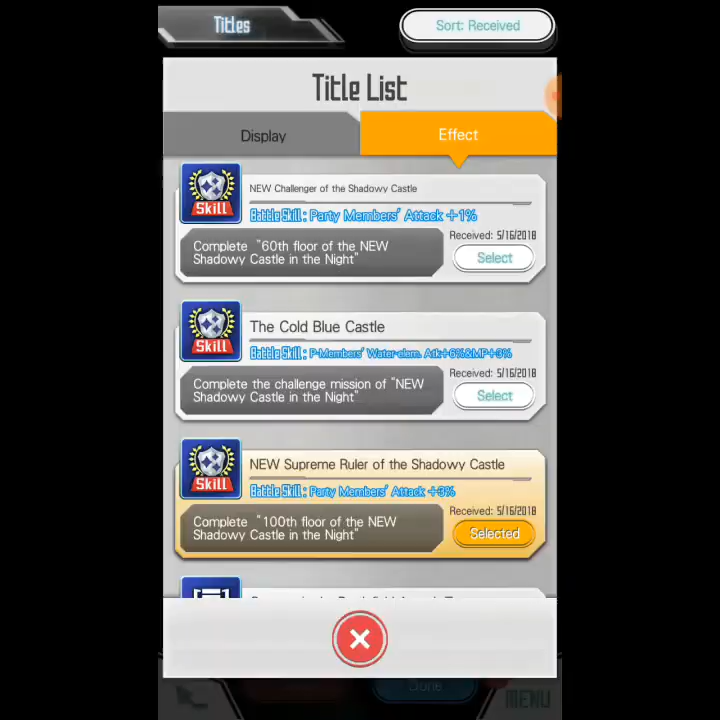 Titles
Sort: Received
Title List
Display
Effect
NEW Challenger of the Shadowy Castle
Skill
Battle Skill : Party Members' Attack +1%
Complete "60th floor of the NEW
Shadowy Castle in the Night"
Received: 5/16/2018
Select
The Cold Blue Castle
Skill
Battle Skill : P-Members' Water-elem. Atk+6%&MP+3%
Complete the challenge mission of "NEW
Shadowy Castle in the Night"
Received: 5/16/2018
Select
NEW Supreme Ruler of the Shadowy Castle
Skill
Battle Skill : Party Members' Attack +3%
Complete "100th floor of the NEW
Shadowy Castle in the Night"
Received: 5/16/2018
Selected
MENU